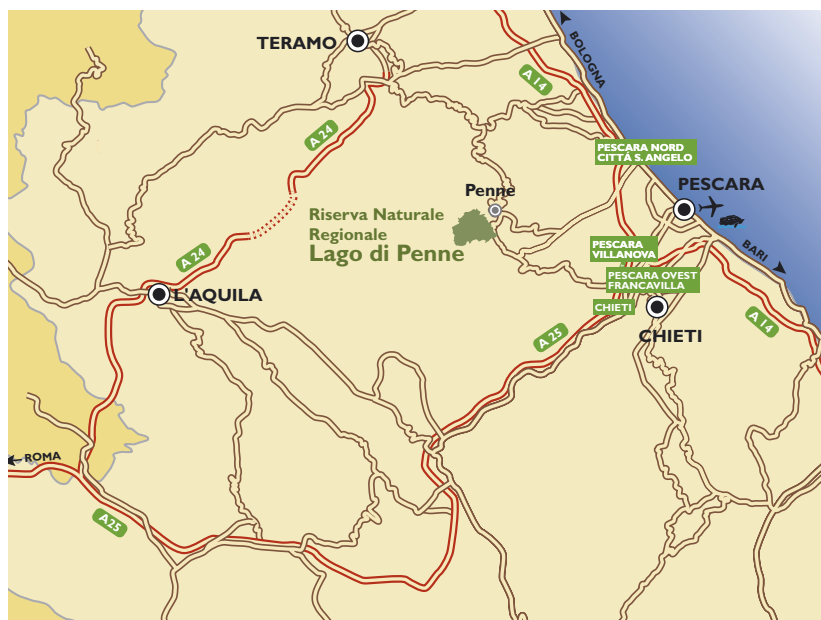 TERAMO
BOLOGNA
A 14
A 24
PESCARA NORD
CITTÁ S. ANGELO
Penne
PESCARA
Riserva Naturale
Regionale
Lago di Penne
A 24
PESCARA
VILLANOVA
BARI
PESCARA OVEST
FRANCAVILLA
L'AQUILA
CHIETI
CHIETI
A 14
A 25
ROMA
A25